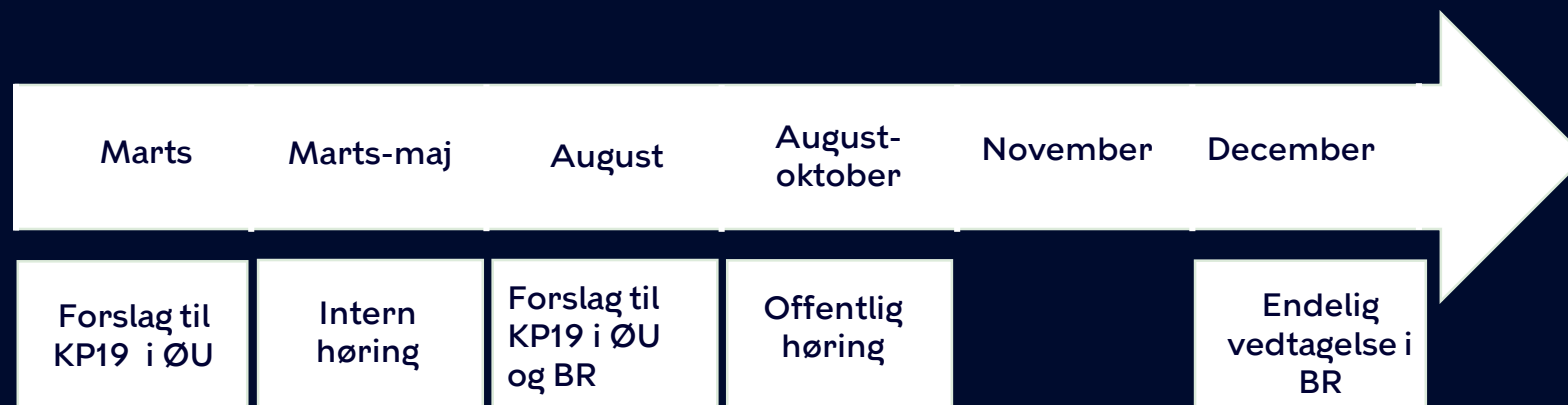 Marts
Marts-maj
August
August-
oktober
November
December
Forslag til
KP19 i ØU
Intern
høring
Forslag til
KP19 i ØU
og BR
Offentlig
høring
Endelig
vedtagelse i
BR